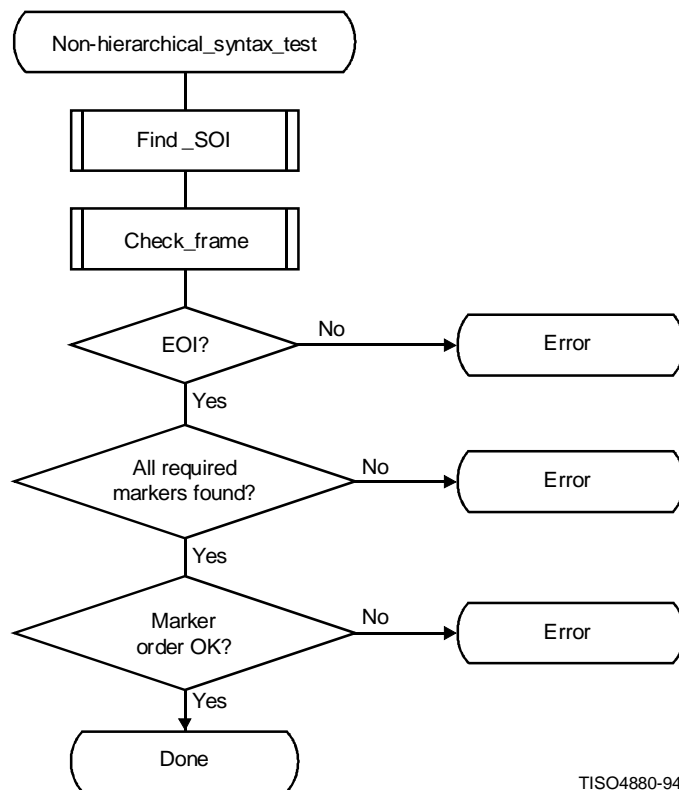 Non-hierarchical_syntax_test
Find _SOI
Check_frame
EOI?
No
Error
Yes
All required
markers found?
No
Error
Yes
Marker
order OK?
No
Error
Yes
Done
TISO4880-94